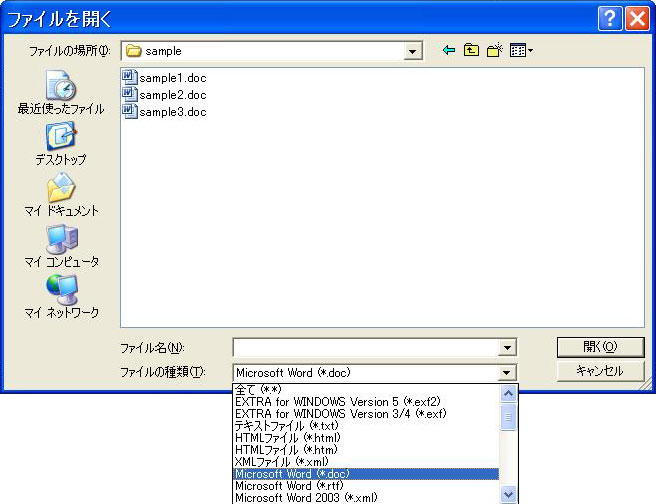 ファイルを開く
ファイルの場所(I):
sample
最近使ったファイル
デスクトップ
マイ ドキュメント
マイ コンピュータ
マイ ネットワーク
sample1.doc
sample2.doc
sample3.doc
ファイル名(N):
開く(O)
ファイルの種類(T):
Microsoft Word (*.doc)
キャンセル
全て (*.*)
EXTRA for WINDOWS Version 5 (*.exf2)
EXTRA for WINDOWS Version 3/4 (*.exf)
テキストファイル (*.txt)
HTMLファイル (*.html)
HTMLファイル (*.htm)
XMLファイル (*.xml)
Microsoft Word (*.doc)
Microsoft Word (*.rtf)
Microsoft Word 2003 (*.xml)